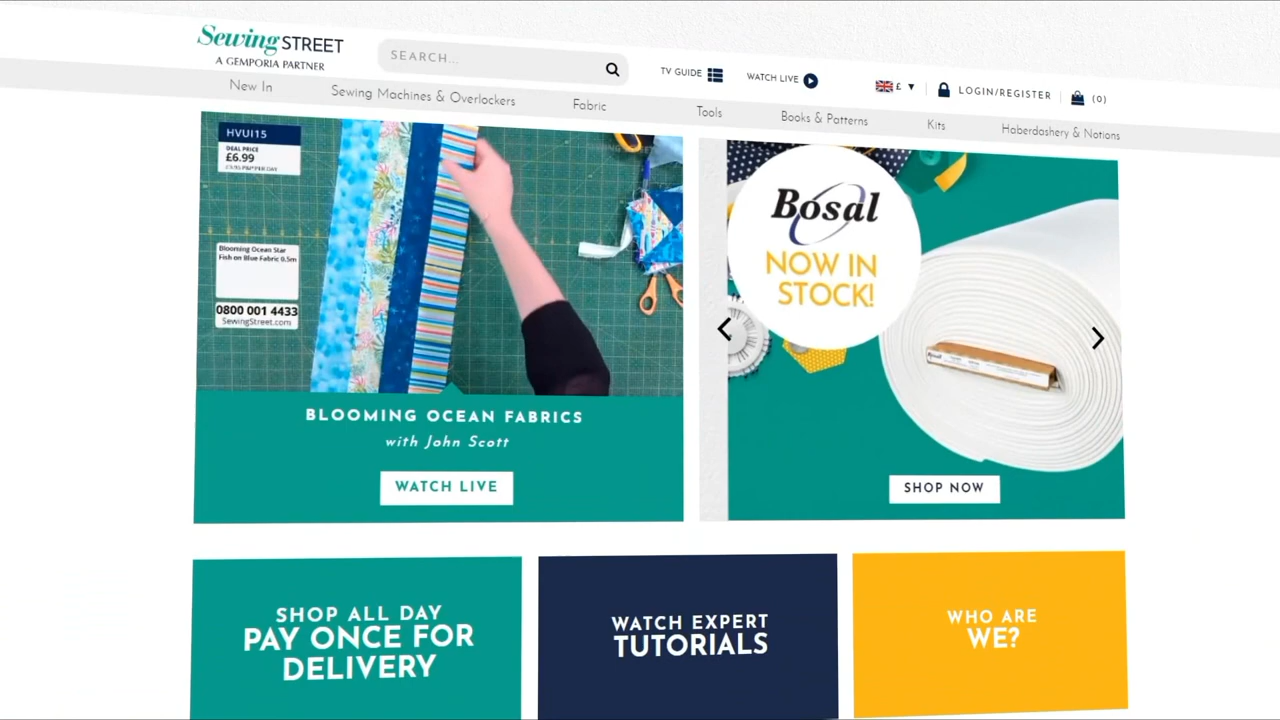 Sewing STREET
A GEMPORIA PARTNER
SEARCH...
TV GUIDE
WATCH LIVE
£
LOGIN/REGISTER
(0)
New In
Sewing Machines & Overlockers
Fabric
Tools
Books & Patterns
Kits
Haberdashery & Notions
HVUI15
DEAL PRICE
£6.99
Blooming Ocean Star
Fish on Blue Fabric 0.5m
0800 001 4433
SewingStreet.com
BLOOMING OCEAN FABRICS
with John Scott
WATCH LIVE
Bosal
NOW IN
STOCK!
SHOP NOW
SHOP ALL DAY
PAY ONCE FOR
DELIVERY
WATCH EXPERT
TUTORIALS
WHO ARE
WE?